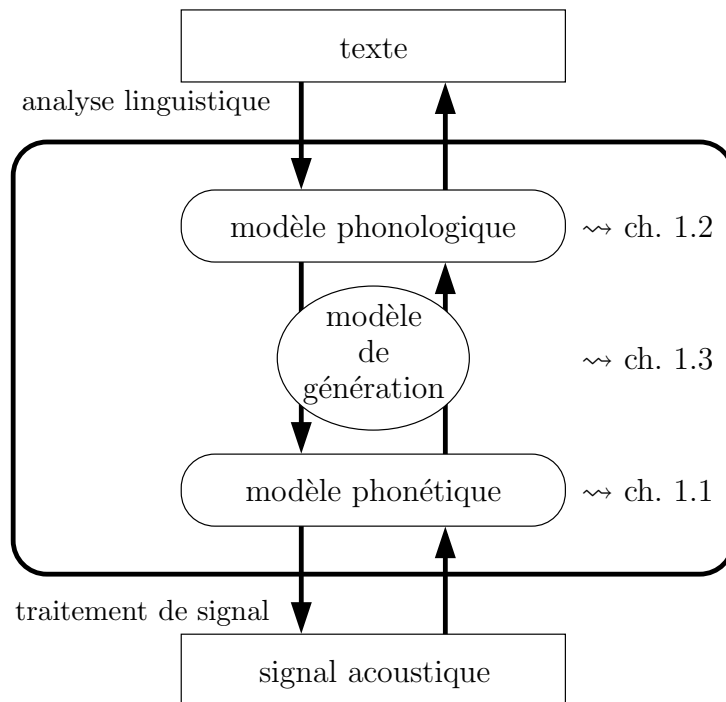 texte
analyse linguistique
modèle phonologique ⇝ ch. 1.2
modèle
de ⇝ ch. 1.3
génération
modèle phonétique ⇝ ch. 1.1
traitement de signal
signal acoustique